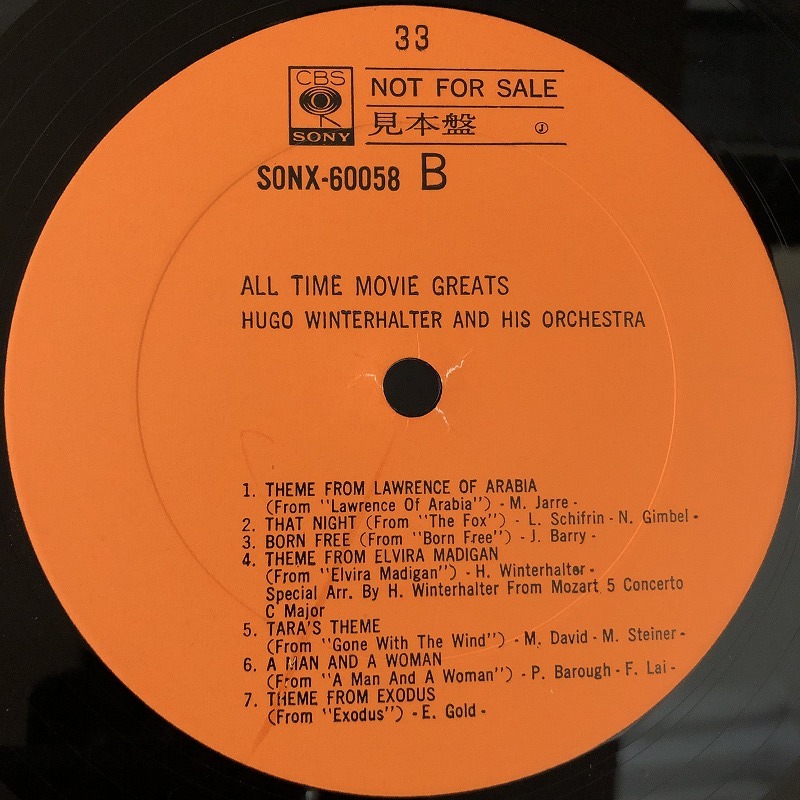 33
CBS
SONY
NOT FOR SALE
見本盤 Ⓙ
SONX-60058 B
ALL TIME MOVIE GREATS
HUGO WINTERHALTER AND HIS ORCHESTRA
1. THEME FROM LAWRENCE OF ARABIA
(From "Lawrence Of Arabia") - M. Jarre -
2. THAT NIGHT (From "The Fox") - L. Schifrin - N. Gimbel -
3. BORN FREE (From "Born Free") - J. Barry -
4. THEME FROM ELVIRA MADIGAN
(From "Elvira Madigan") - H. Winterhalter -
Special Arr. By H. Winterhalter From Mozart 5 Concerto
C Major
5. TARA'S THEME
(From "Gone With The Wind") - M. David - M. Steiner -
6. A MAN AND A WOMAN
(From "A Man And A Woman") - P. Barough - F. Lai -
7. THEME FROM EXODUS
(From "Exodus") - E. Gold -